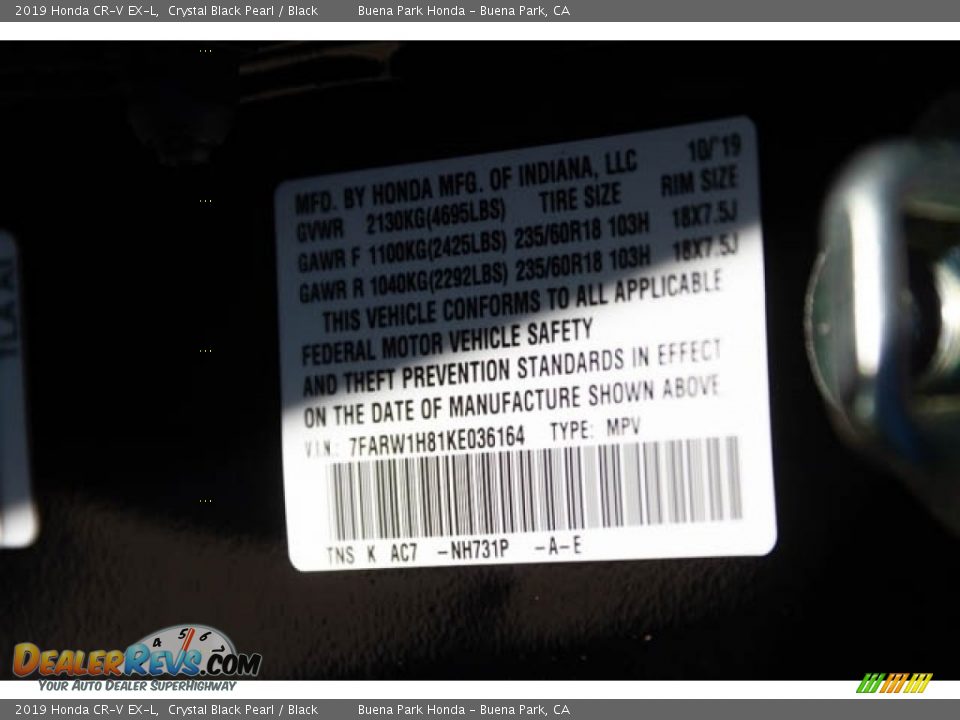 2019 Honda CR-V EX-L, Crystal Black Pearl / Black Buena Park Honda - Buena Park, CA
MFD. BY HONDA MFG. OF INDIANA, LLC 10/'19
GVWR 2130KG(4695LBS) TIRE SIZE RIM SIZE
GAWR F 1100KG(2425LBS) 235/60R18 103H 18X7.5J
GAWR R 1040KG(2292LBS) 235/60R18 103H 18X7.5J
THIS VEHICLE CONFORMS TO ALL APPLICABLE
FEDERAL MOTOR VEHICLE SAFETY
AND THEFT PREVENTION STANDARDS IN EFFECT
ON THE DATE OF MANUFACTURE SHOWN ABOVE.
V.I.N.: 7FARW1H81KE036164 TYPE: MPV
TNS K AC7 -NH731P -A-E
4 5 6
DEALERREVS.COM
YOUR AUTO DEALER SUPERHIGHWAY
2019 Honda CR-V EX-L, Crystal Black Pearl / Black Buena Park Honda - Buena Park, CA